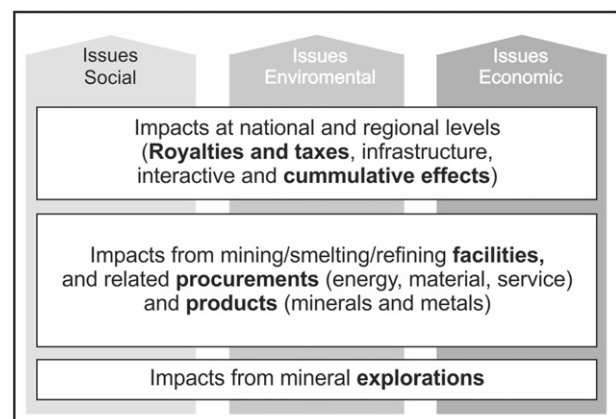 Issues
Social
Issues
Enviromental
Issues
Economic
Impacts at national and regional levels
(Royalties and taxes, infrastructure,
interactive and cummulative effects)
Impacts from mining/smelting/refining facilities,
and related procurements (energy, material, service)
and products (minerals and metals)
Impacts from mineral explorations